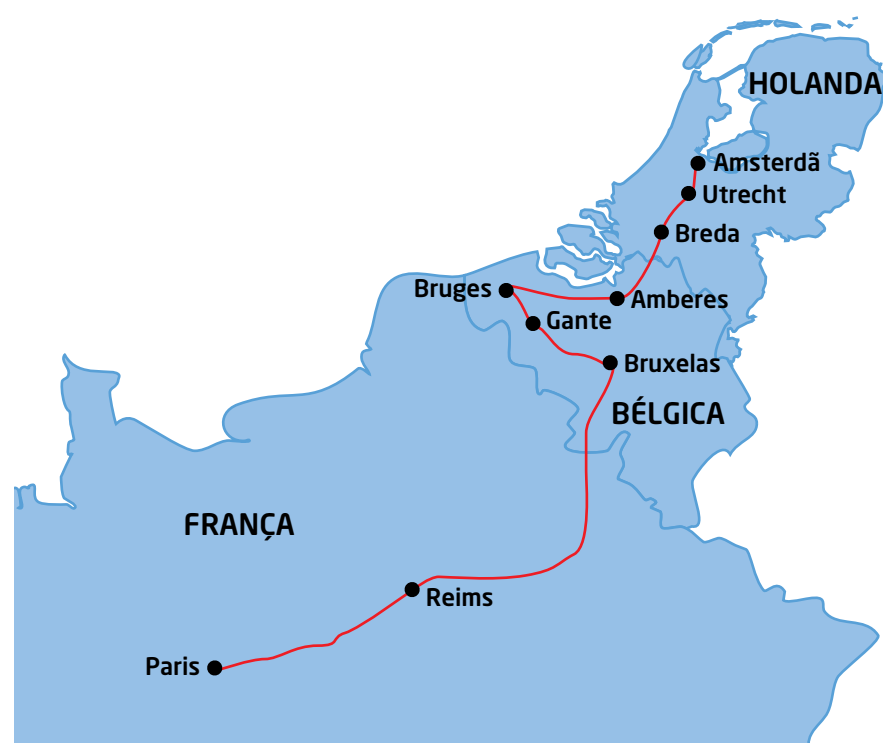 HOLANDA
Amsterdã
Utrecht
Breda
Bruges
Amberes
Gante
Bruxelas
BÉLGICA
FRANÇA
Reims
Paris